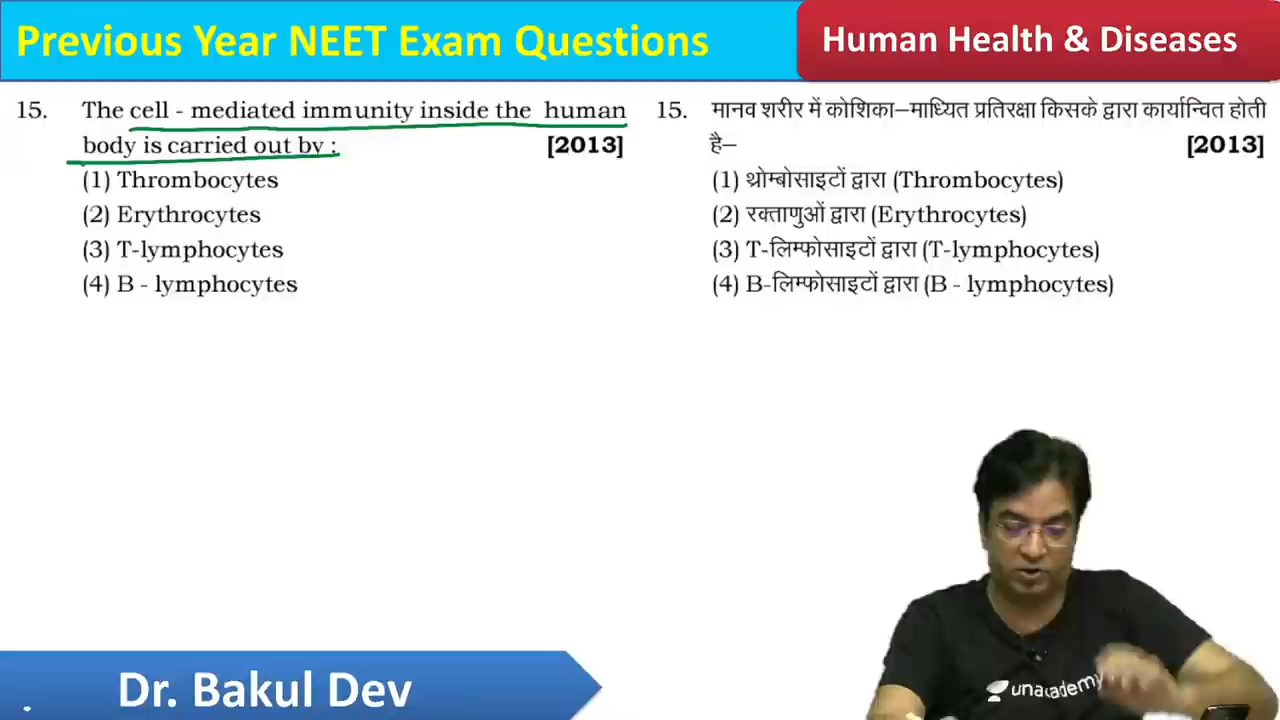 Previous Year NEET Exam Questions
Human Health & Diseases
15. The cell - mediated immunity inside the human
body is carried out by : [2013]
(1) Thrombocytes
(2) Erythrocytes
(3) T-lymphocytes
(4) B - lymphocytes
15. मानव शरीर में कोशिका–माध्यित प्रतिरक्षा किसके द्वारा कार्यान्वित होती
है– [2013]
(1) थ्रोम्बोसाइटों द्वारा (Thrombocytes)
(2) रक्ताणुओं द्वारा (Erythrocytes)
(3) T-लिम्फोसाइटों द्वारा (T-lymphocytes)
(4) B-लिम्फोसाइटों द्वारा (B - lymphocytes)
unacademy
Dr. Bakul Dev